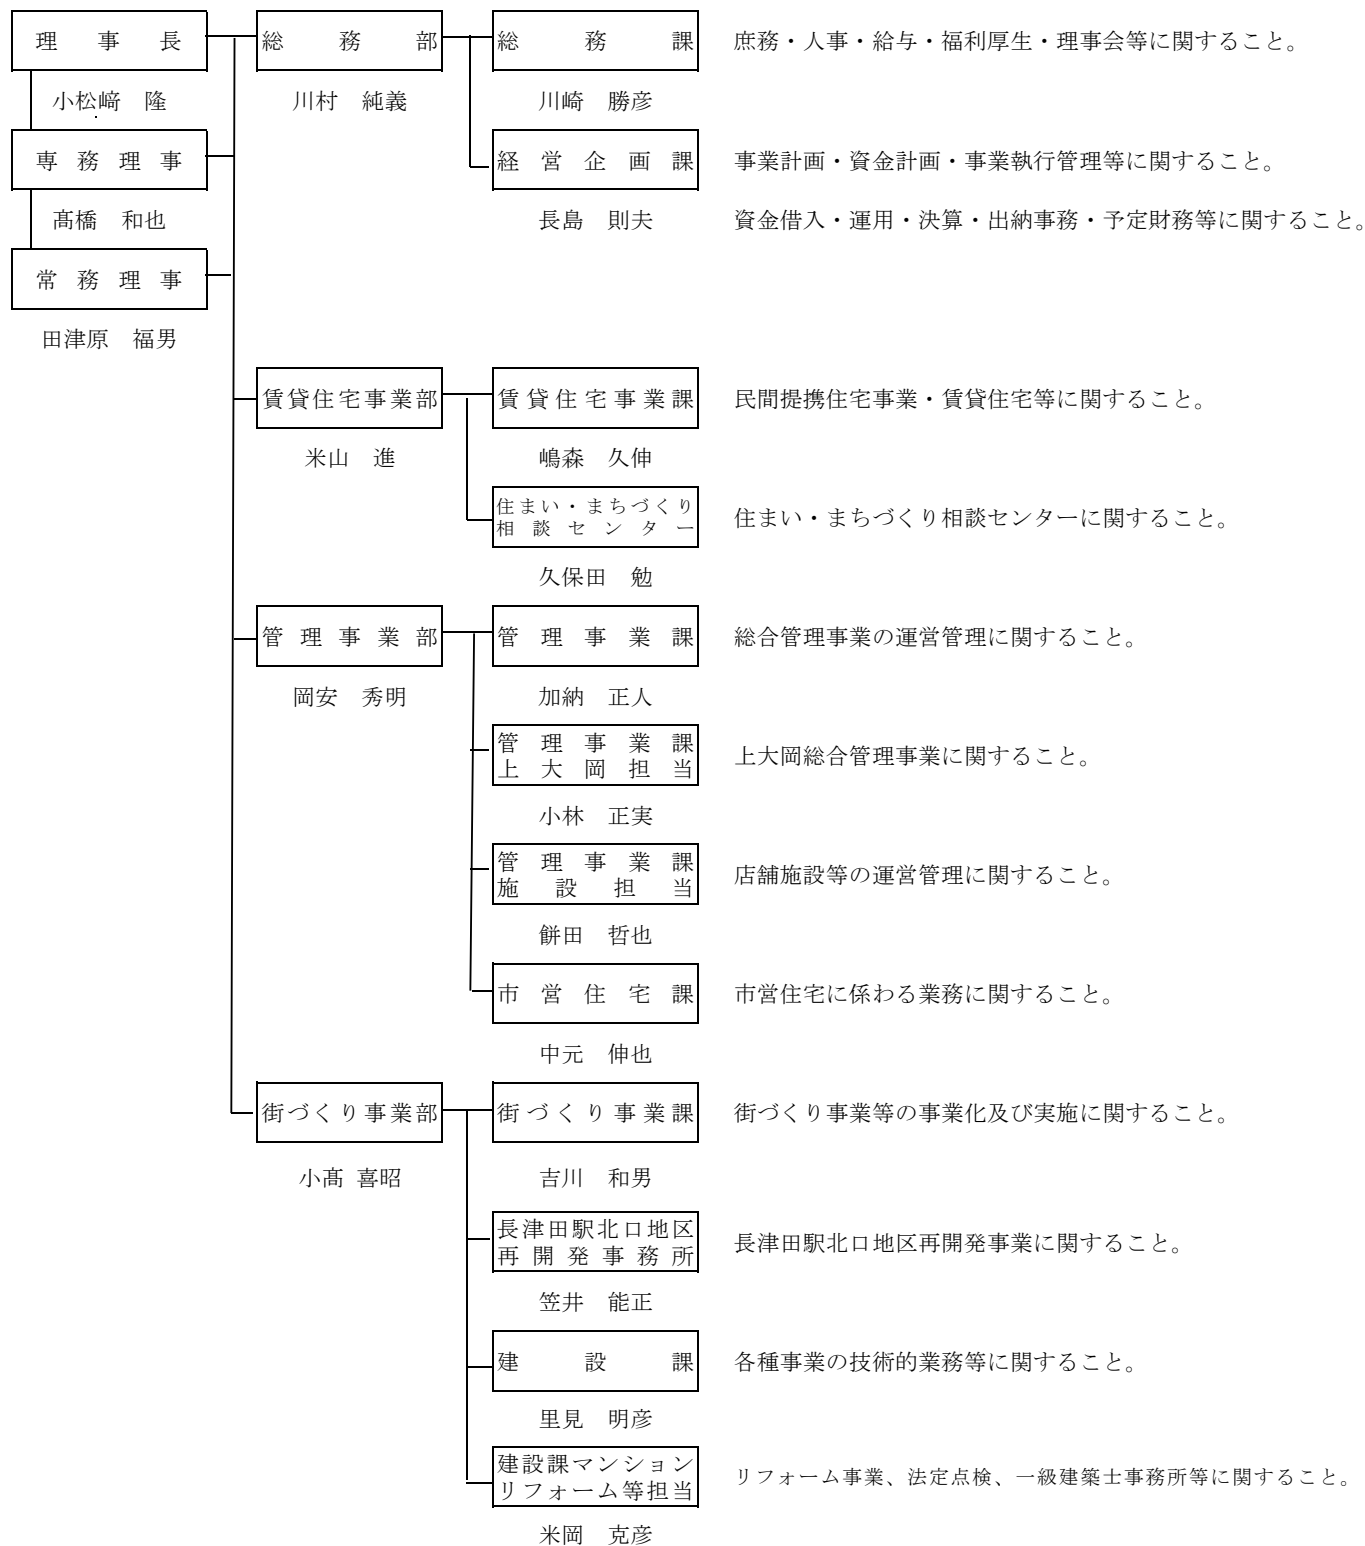 理事長
総務部
総務課
庶務・人事・給与・福利厚生・理事会等に関すること。
小松﨑　隆
川村　純義
川崎　勝彦
専務理事
経営企画課
事業計画・資金計画・事業執行管理等に関すること。
髙橋　和也
長島　則夫
資金借入・運用・決算・出納事務・予定財務等に関すること。
常務理事
田津原　福男
賃貸住宅事業部
賃貸住宅事業課
民間提携住宅事業・賃貸住宅等に関すること。
米山　進
嶋森　久伸
住まい・まちづくり
相談センター
住まい・まちづくり相談センターに関すること。
久保田　勉
管理事業部
管理事業課
総合管理事業の運営管理に関すること。
岡安　秀明
加納　正人
管理事業課
上大岡担当
上大岡総合管理事業に関すること。
小林　正実
管理事業課
施設担当
店舗施設等の運営管理に関すること。
餅田　哲也
市営住宅課
市営住宅に係わる業務に関すること。
中元　伸也
街づくり事業部
街づくり事業課
街づくり事業等の事業化及び実施に関すること。
小髙 喜昭
吉川　和男
長津田駅北口地区
再開発事務所
長津田駅北口地区再開発事業に関すること。
笠井　能正
建設課
各種事業の技術的業務等に関すること。
里見　明彦
建設課マンション
リフォーム等担当
リフォーム事業、法定点検、一級建築士事務所等に関すること。
米岡　克彦